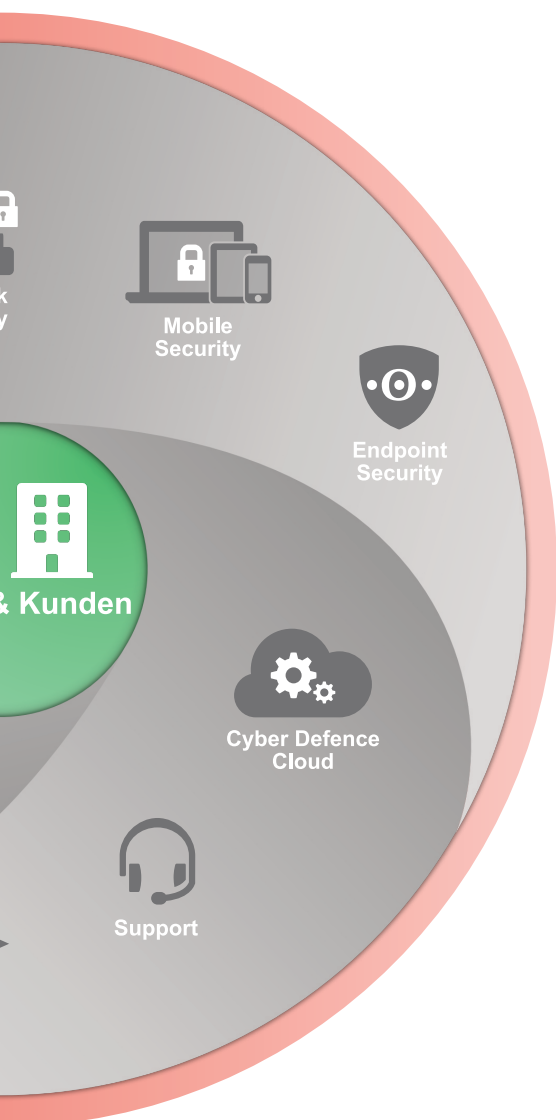 Mobile
Security
Endpoint
Security
& Kunden
Cyber Defence
Cloud
Support